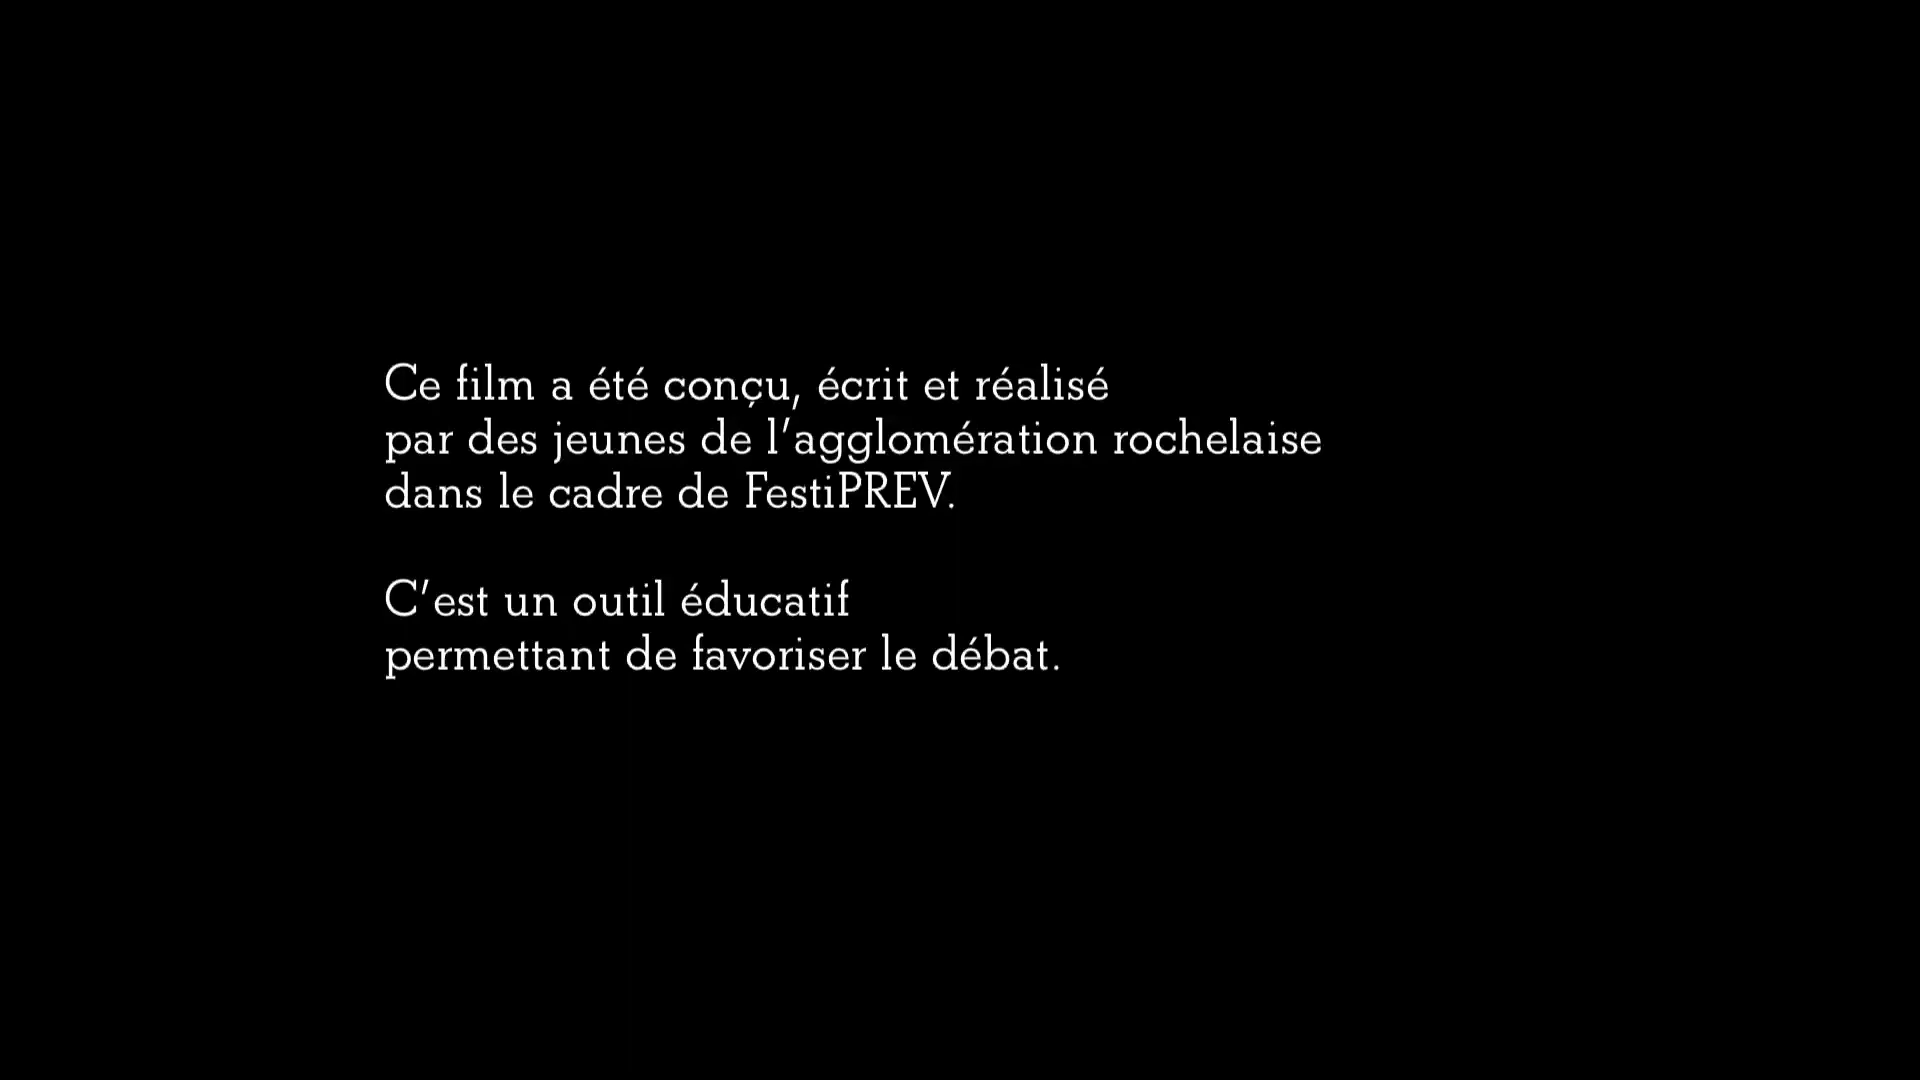 Ce film a été conçu, écrit et réalisé
par des jeunes de l'agglomération rochelaise
dans le cadre de FestiPREV.
C'est un outil éducatif
permettant de favoriser le débat.